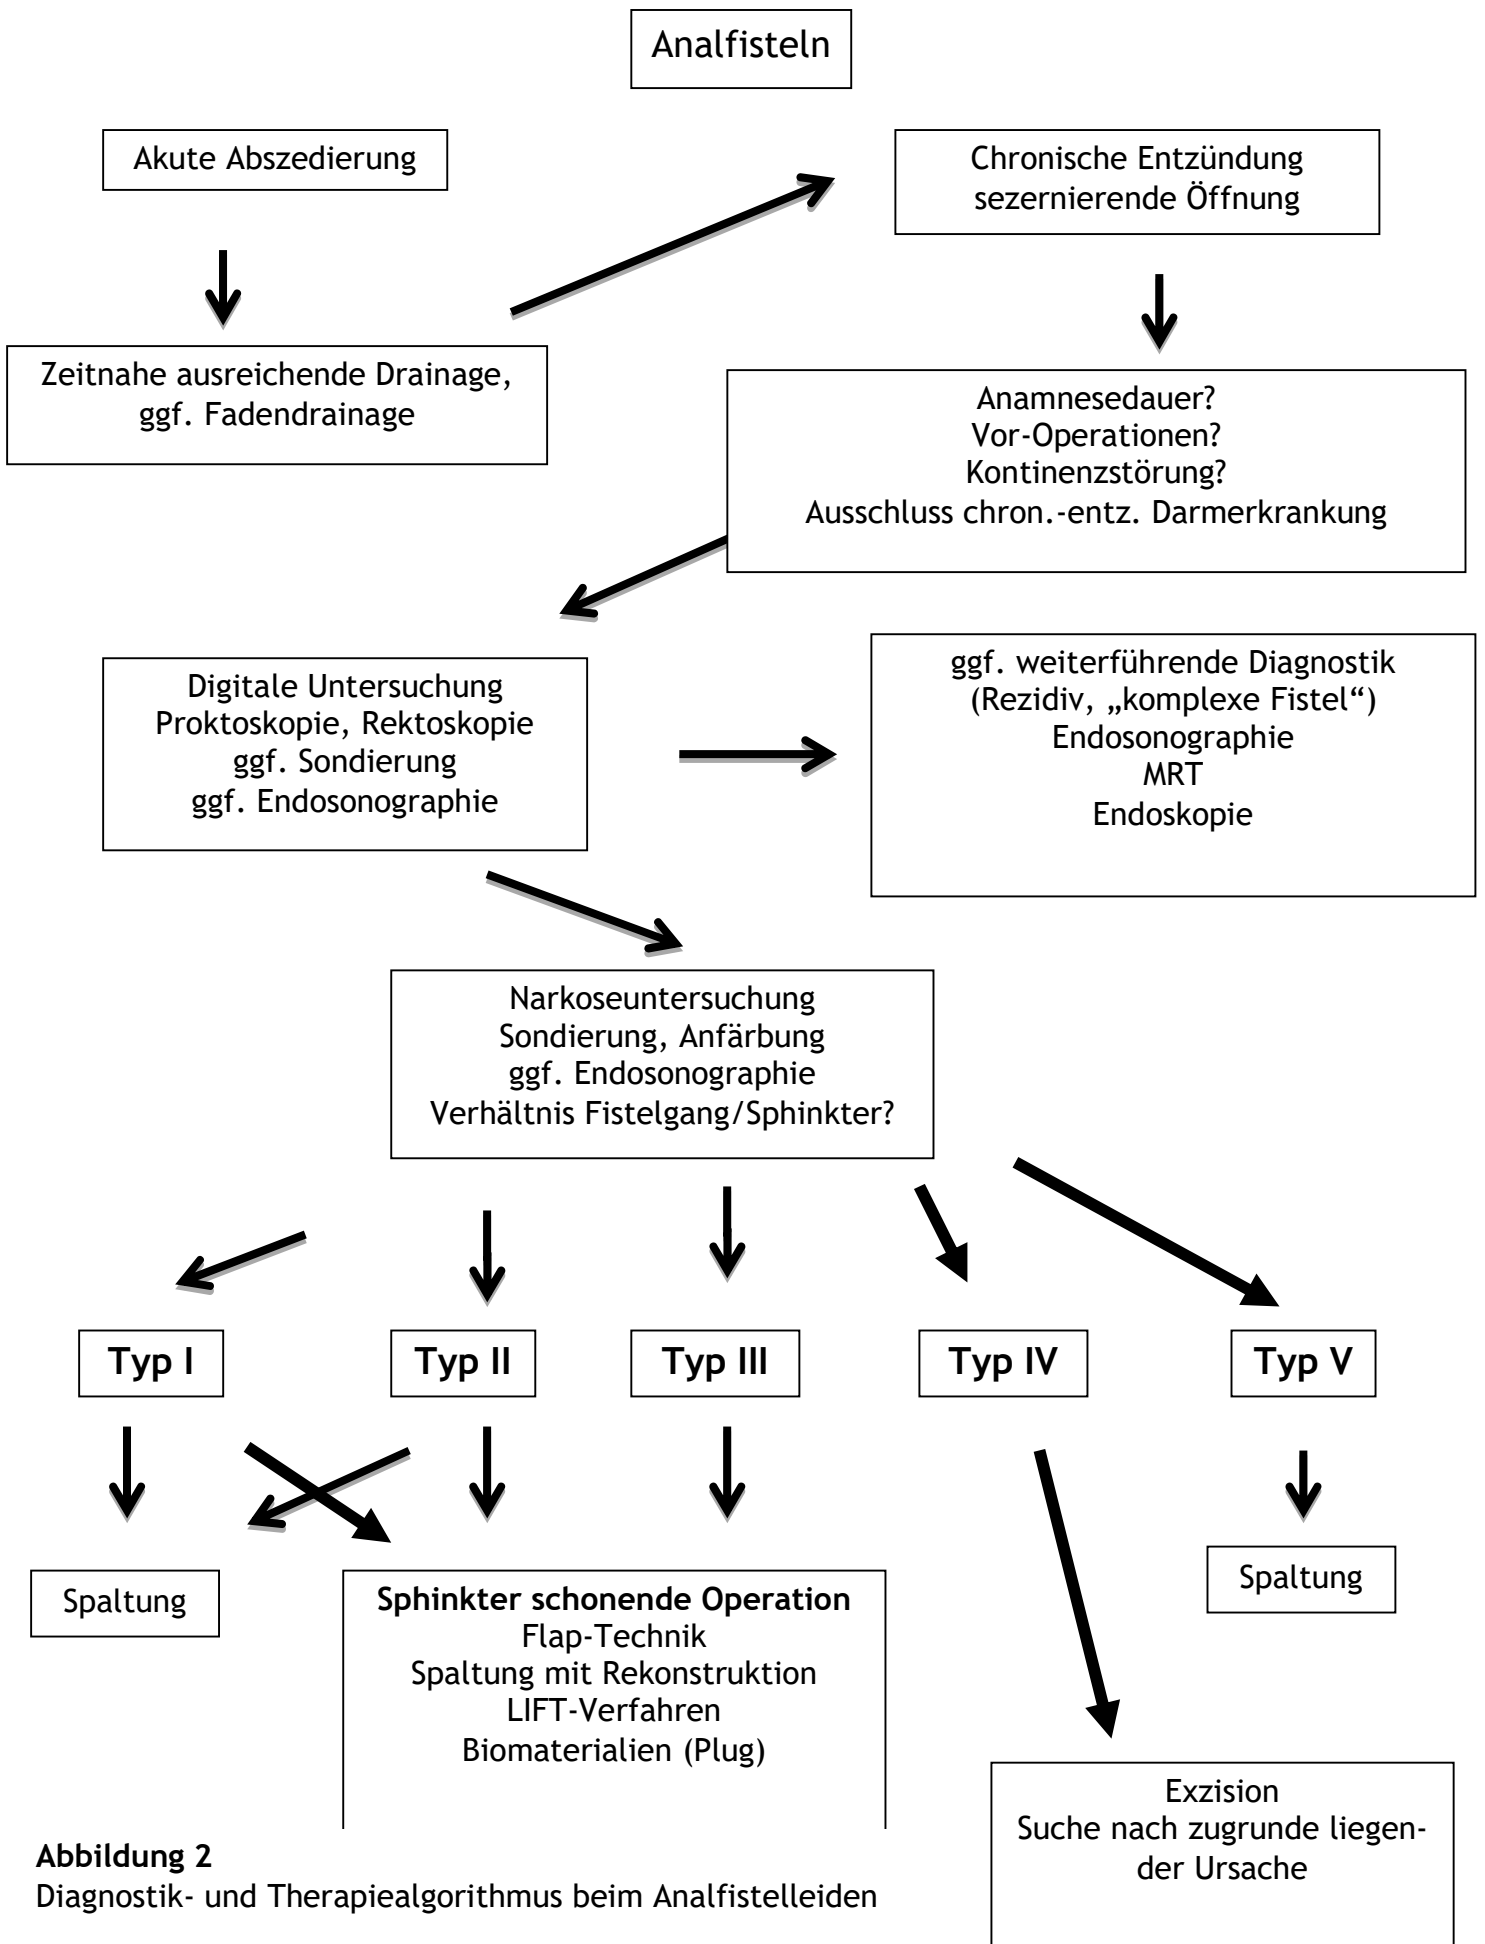 Analfisteln
Akute Abszedierung
Chronische Entzündung
sezernierende Öffnung
Zeitnahe ausreichende Drainage,
ggf. Fadendrainage
Anamnesedauer?
Vor-Operationen?
Kontinenzstörung?
Ausschluss chron.-entz. Darmerkrankung
Digitale Untersuchung
Proktoskopie, Rektoskopie
ggf. Sondierung
ggf. Endosonographie
ggf. weiterführende Diagnostik
(Rezidiv, „komplexe Fistel“)
Endosonographie
MRT
Endoskopie
Narkoseuntersuchung
Sondierung, Anfärbung
ggf. Endosonographie
Verhältnis Fistelgang/Sphinkter?
Typ I
Typ II
Typ III
Typ IV
Typ V
Spaltung
Sphinkter schonende Operation
Flap-Technik
Spaltung mit Rekonstruktion
LIFT-Verfahren
Biomaterialien (Plug)
Spaltung
Exzision
Suche nach zugrunde liegen-
der Ursache
Abbildung 2
Diagnostik- und Therapiealgorithmus beim Analfistelleiden